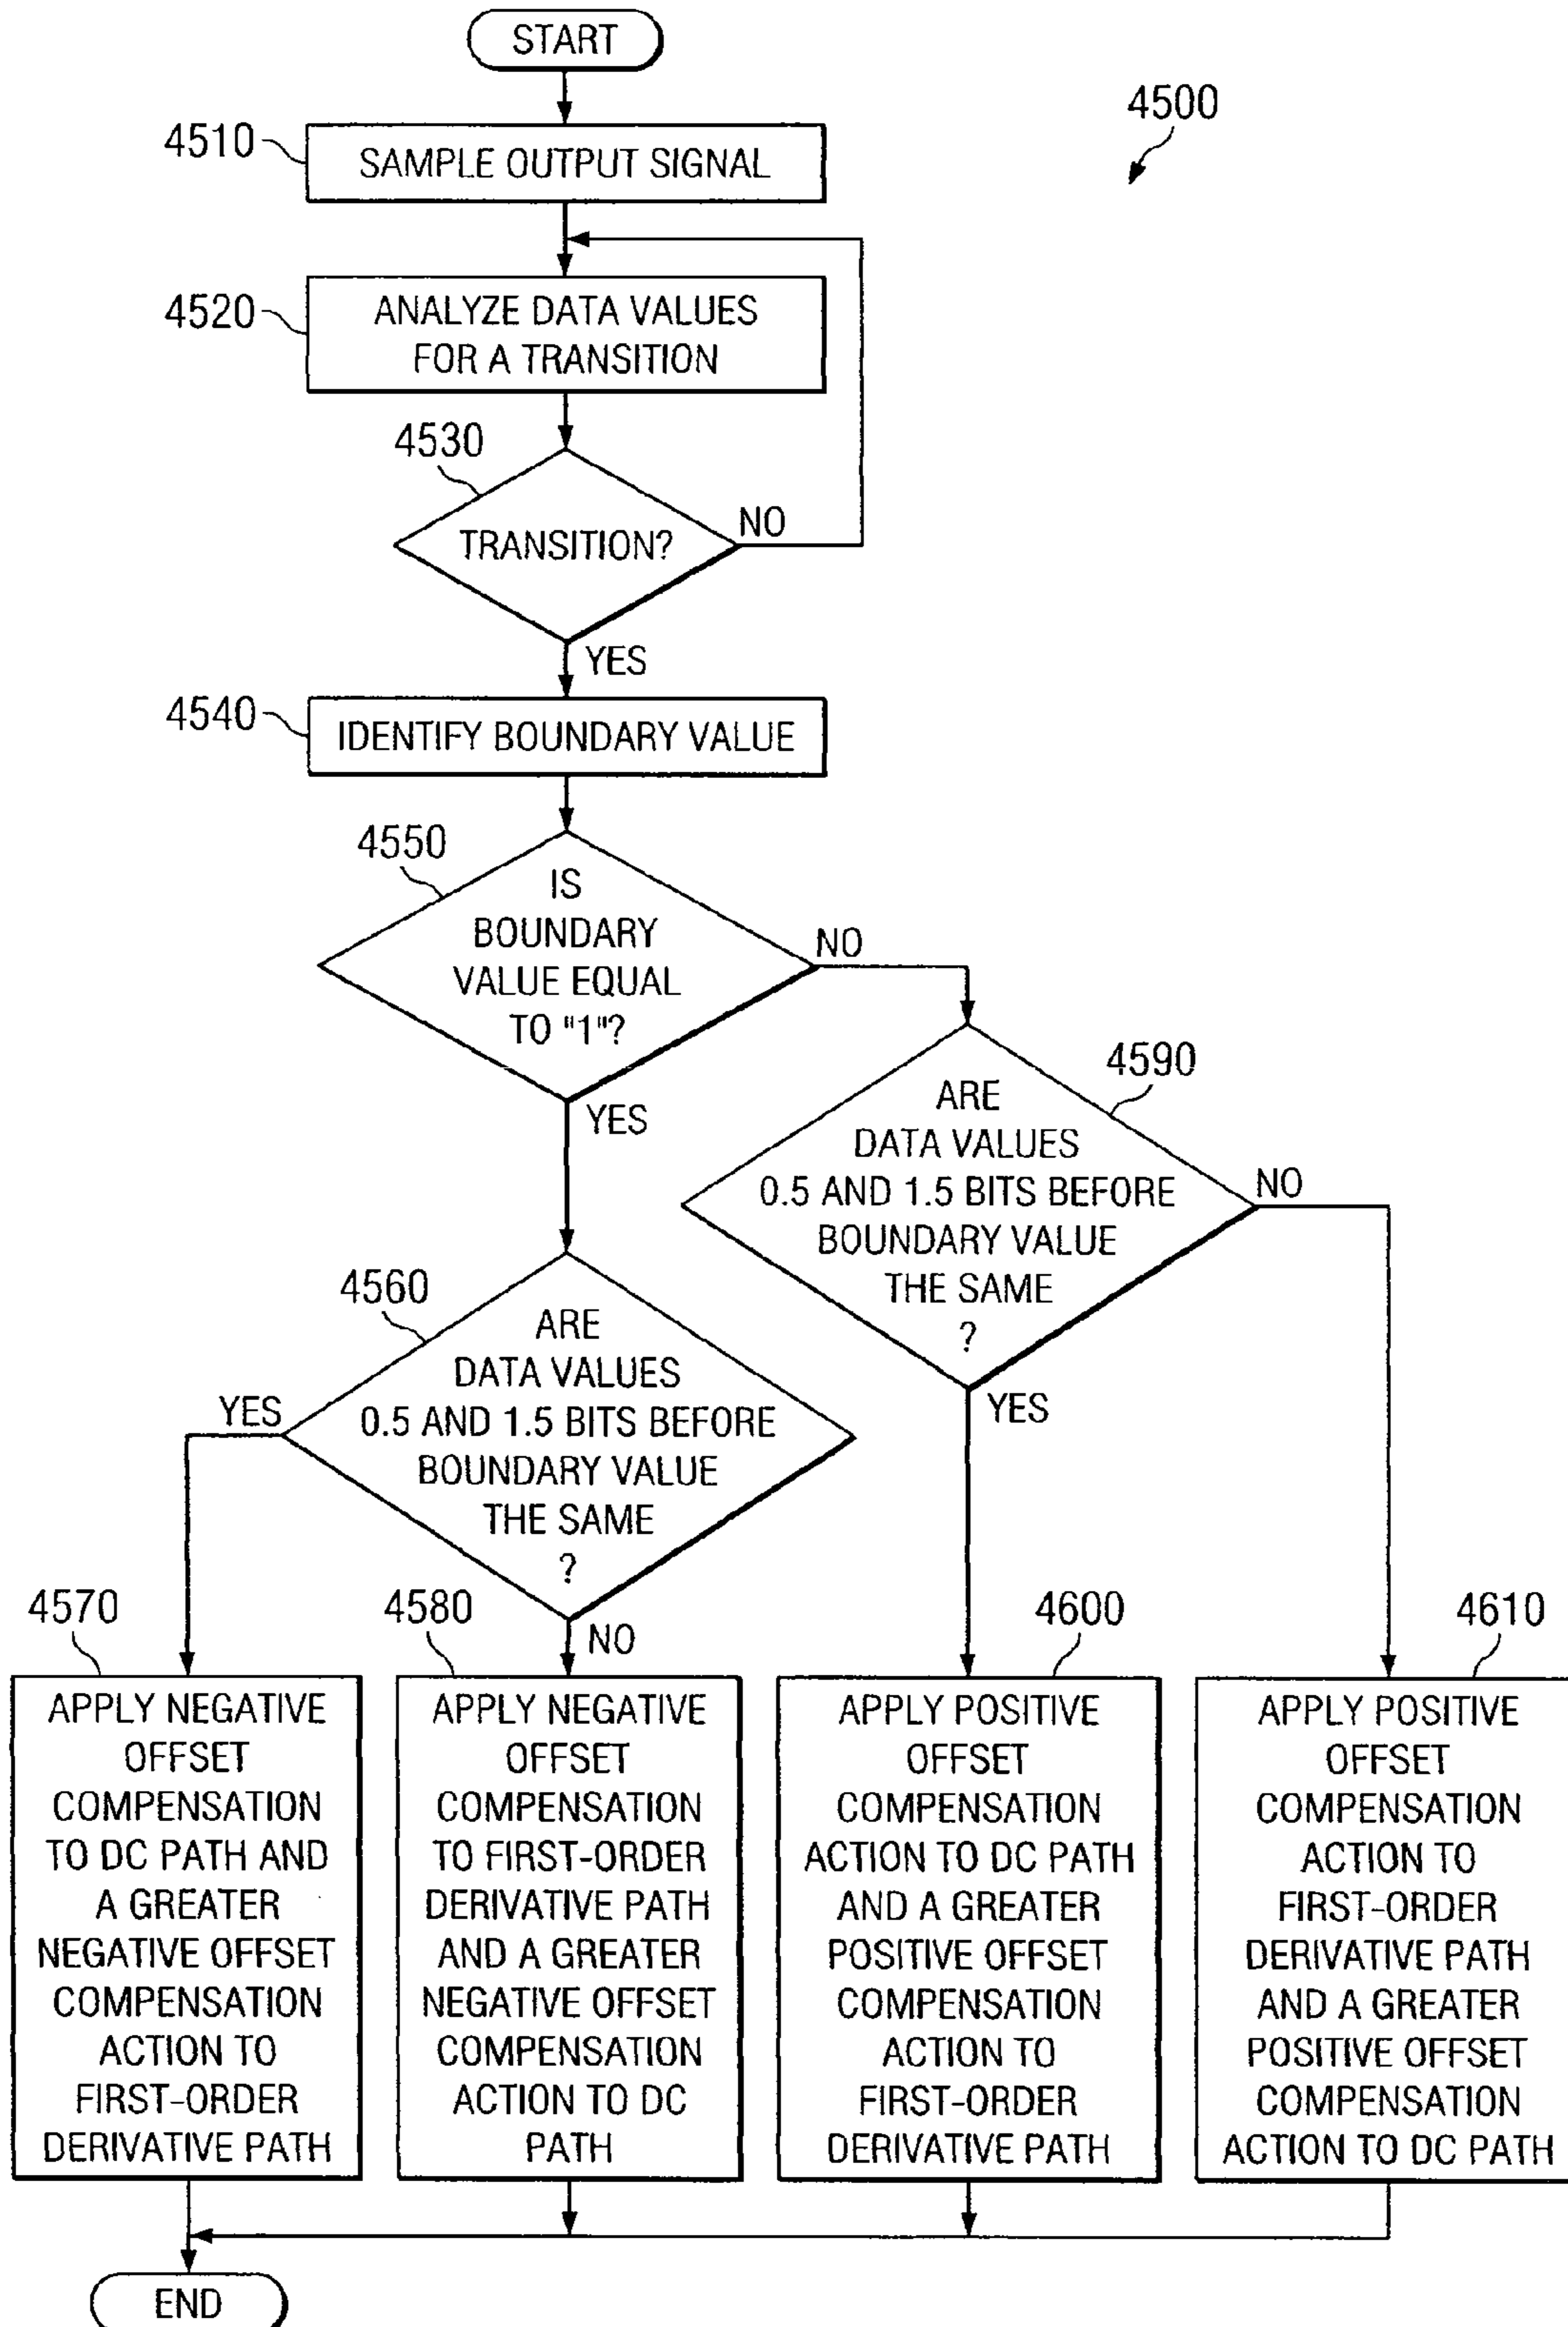 START
4500
4510
SAMPLE OUTPUT SIGNAL
4520
ANALYZE DATA VALUES
FOR A TRANSITION
4530
TRANSITION?
NO
YES
4540
IDENTIFY BOUNDARY VALUE
4550
IS
BOUNDARY
VALUE EQUAL
TO "1"?
NO
YES
4590
ARE
DATA VALUES
0.5 AND 1.5 BITS BEFORE
BOUNDARY VALUE
THE SAME
?
NO
YES
4560
ARE
DATA VALUES
0.5 AND 1.5 BITS BEFORE
BOUNDARY VALUE
THE SAME
?
YES
NO
4570
APPLY NEGATIVE
OFFSET
COMPENSATION
TO DC PATH AND
A GREATER
NEGATIVE OFFSET
COMPENSATION
ACTION TO
FIRST-ORDER
DERIVATIVE PATH
4580
APPLY NEGATIVE
OFFSET
COMPENSATION
TO FIRST-ORDER
DERIVATIVE PATH
AND A GREATER
NEGATIVE OFFSET
COMPENSATION
ACTION TO DC
PATH
4600
APPLY POSITIVE
OFFSET
COMPENSATION
ACTION TO DC PATH
AND A GREATER
POSITIVE OFFSET
COMPENSATION
ACTION TO
FIRST-ORDER
DERIVATIVE PATH
4610
APPLY POSITIVE
OFFSET
COMPENSATION
ACTION TO
FIRST-ORDER
DERIVATIVE PATH
AND A GREATER
POSITIVE OFFSET
COMPENSATION
ACTION TO DC PATH
END